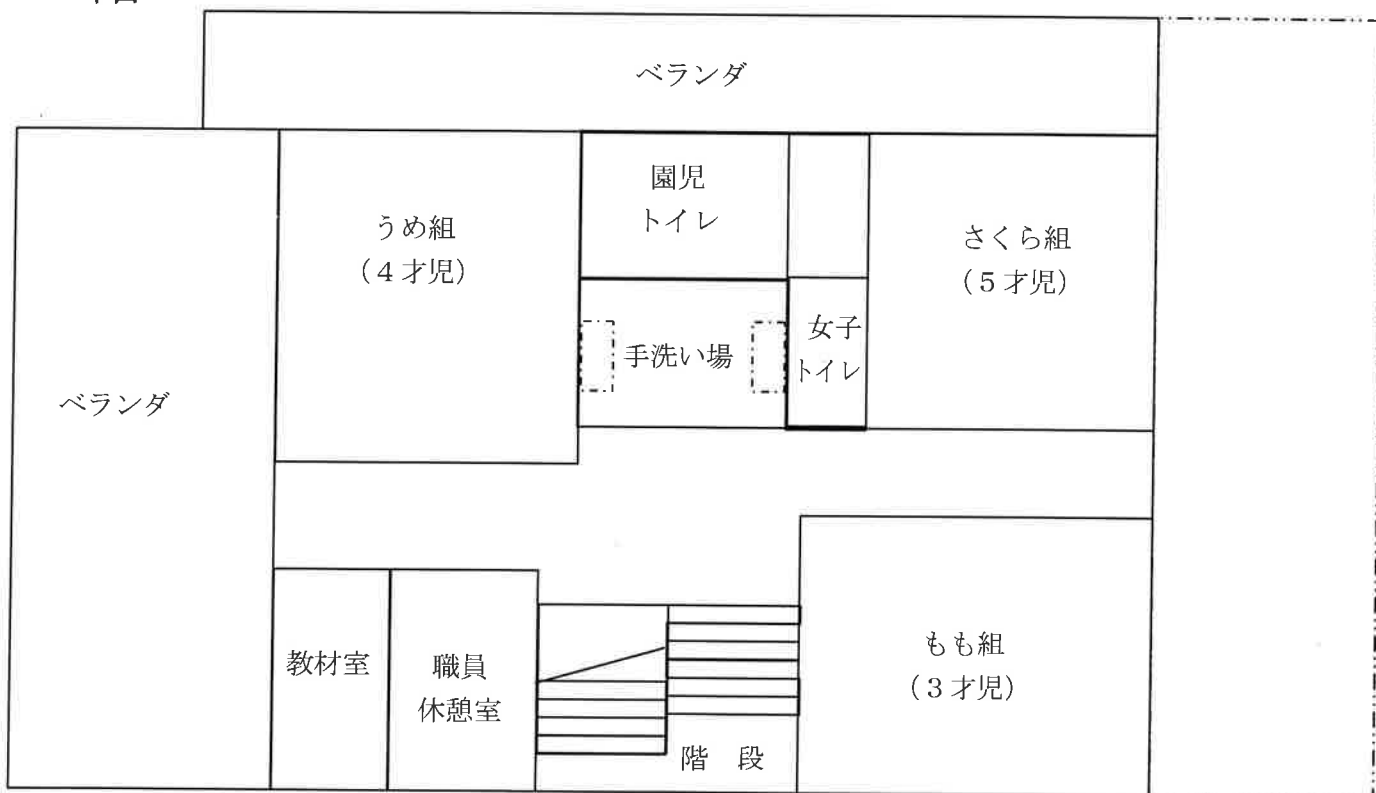 ベランダ
園児
トイレ
うめ組
(4才児)
さくら組
(5才児)
手洗い場
女子
トイレ
ベランダ
教材室
職員
休憩室
階 段
もも組
(3才児)